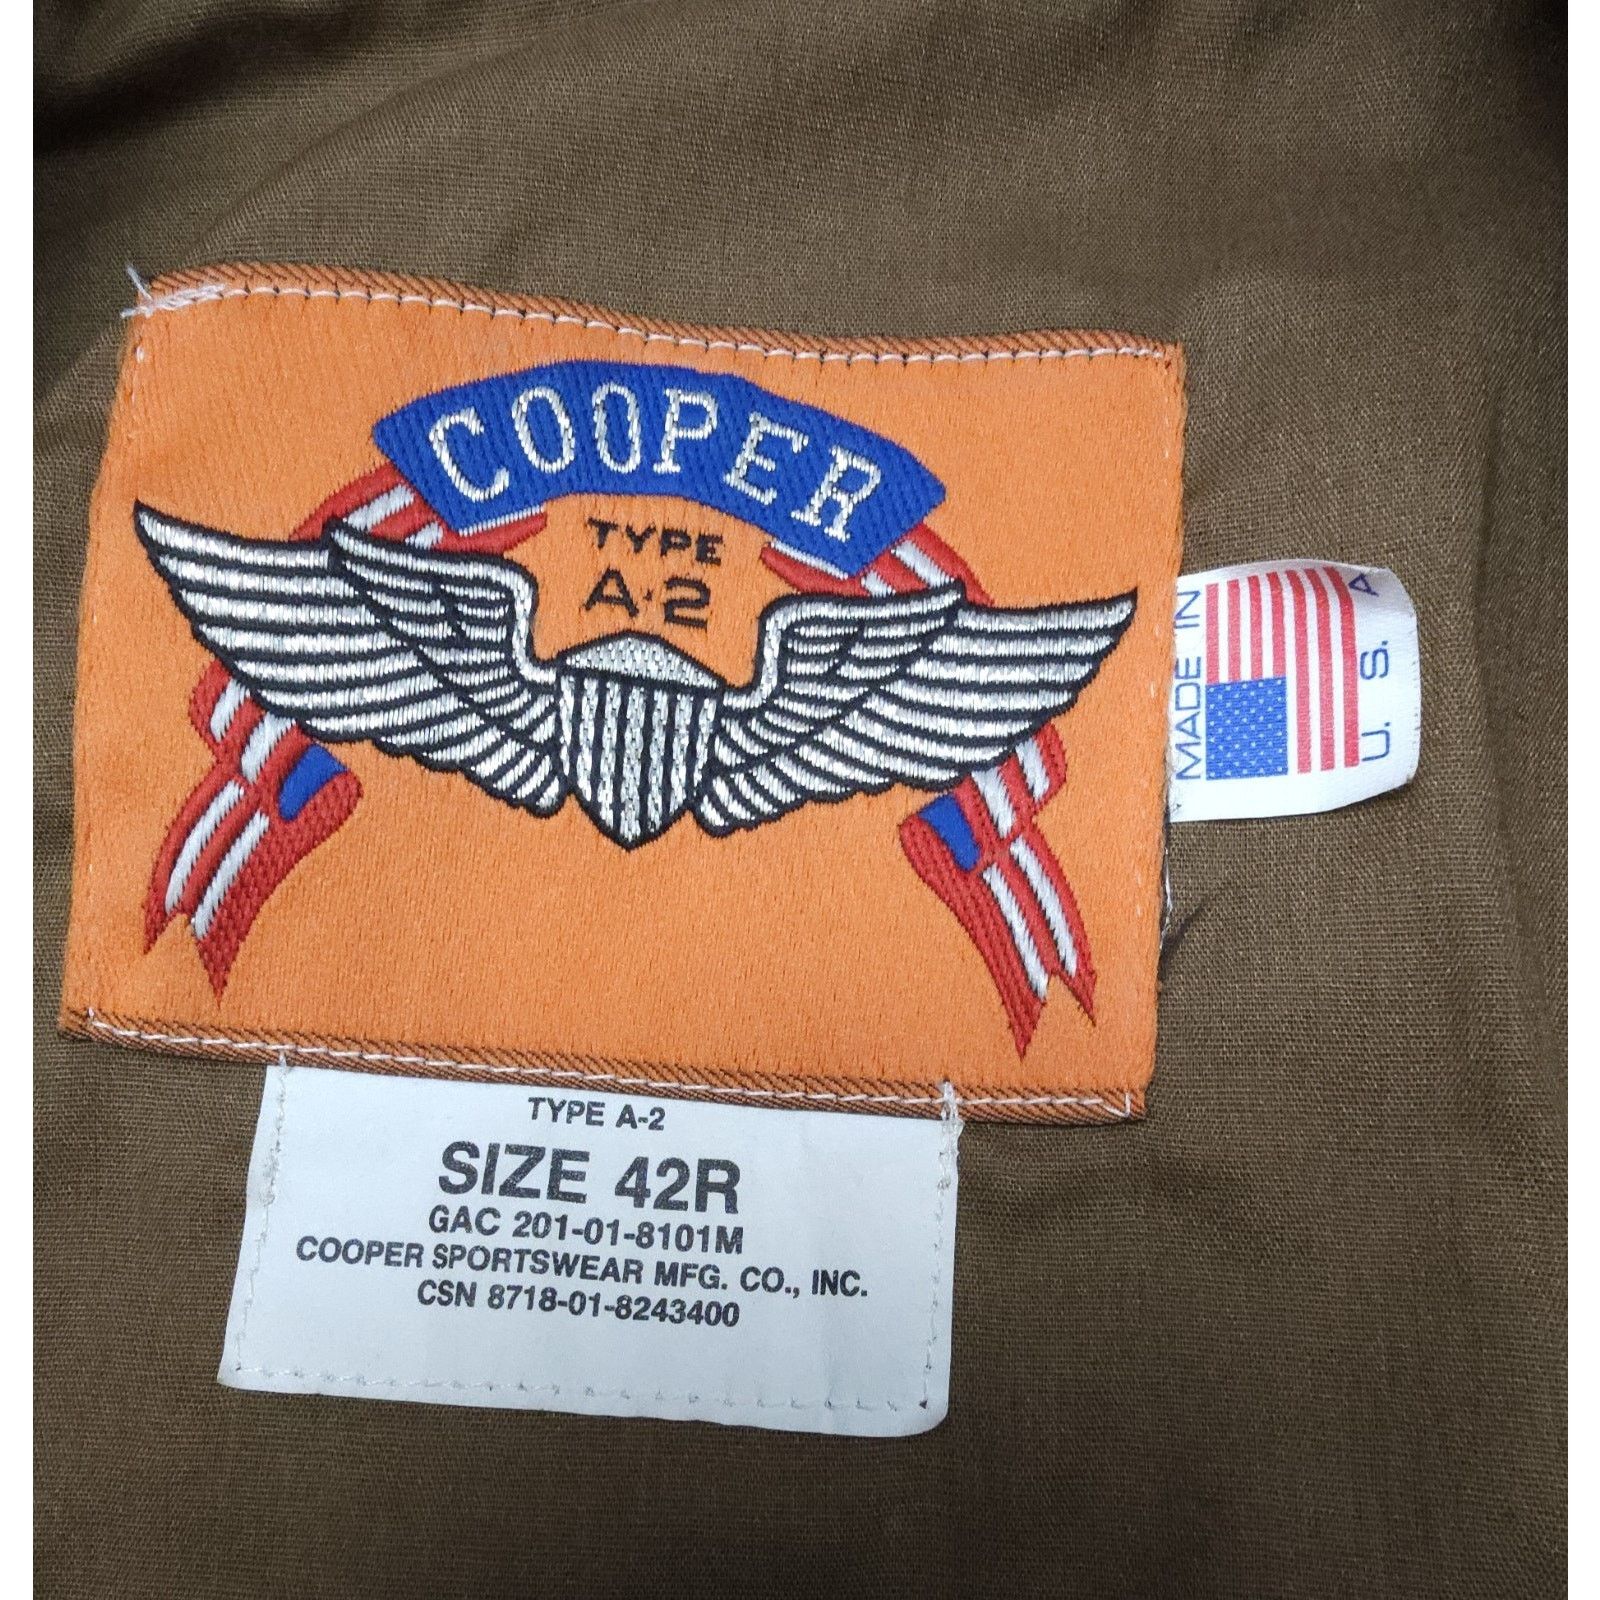 COOPER
TYPE
A-2
MADE IN
U. S. A
TYPE A-2
SIZE 42R
GAC 201-01-8101M
COOPER SPORTSWEAR MFG. CO., INC.
CSN 8718-01-8243400